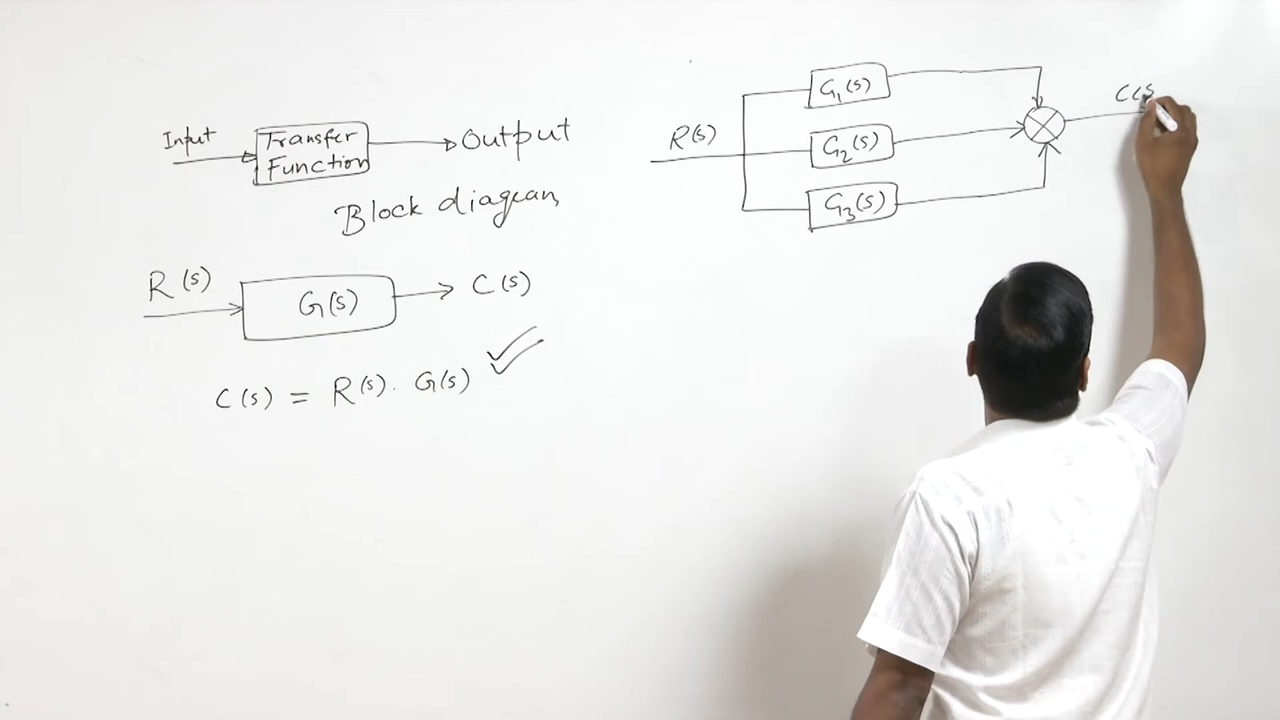 Input
Transfer
Function
Output
Block diagram
R(s)
G(s)
C(s)
C(s) = R(s). G(s)
R(s)
G1(s)
G2(s)
G3(s)
C(s